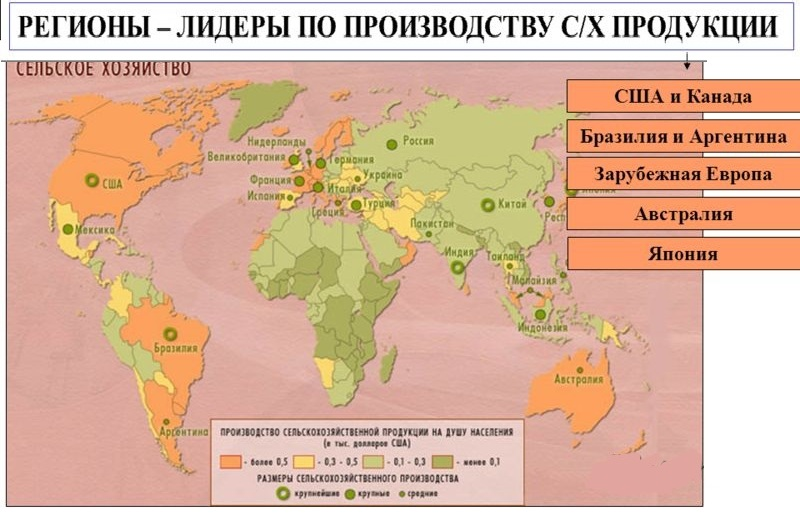 РЕГИОНЫ – ЛИДЕРЫ ПО ПРОИЗВОДСТВУ С/Х ПРОДУКЦИИ
СЕЛЬСКОЕ ХОЗЯЙСТВО
США и Канада
Бразилия и Аргентина
Зарубежная Европа
Австралия
Япония
Нидерланды
Великобритания
Германия
Россия
Франция
Украина
Италия
Испания
Турция
Греция
США
Мексика
Китай
Пакистан
Индия
Таиланд
Малайзия
Индонезия
Бразилия
Аргентина
Австралия
ПРОИЗВОДСТВО СЕЛЬСКОХОЗЯЙСТВЕННОЙ ПРОДУКЦИИ НА ДУШУ НАСЕЛЕНИЯ
(в тыс. долларов США)
- более 0,5 - 0,3 - 0,5 - 0,1 - 0,3 - менее 0,1
РАЗМЕРЫ СЕЛЬСКОХОЗЯЙСТВЕННОГО ПРОИЗВОДСТВА
крупнейшие крупные средние